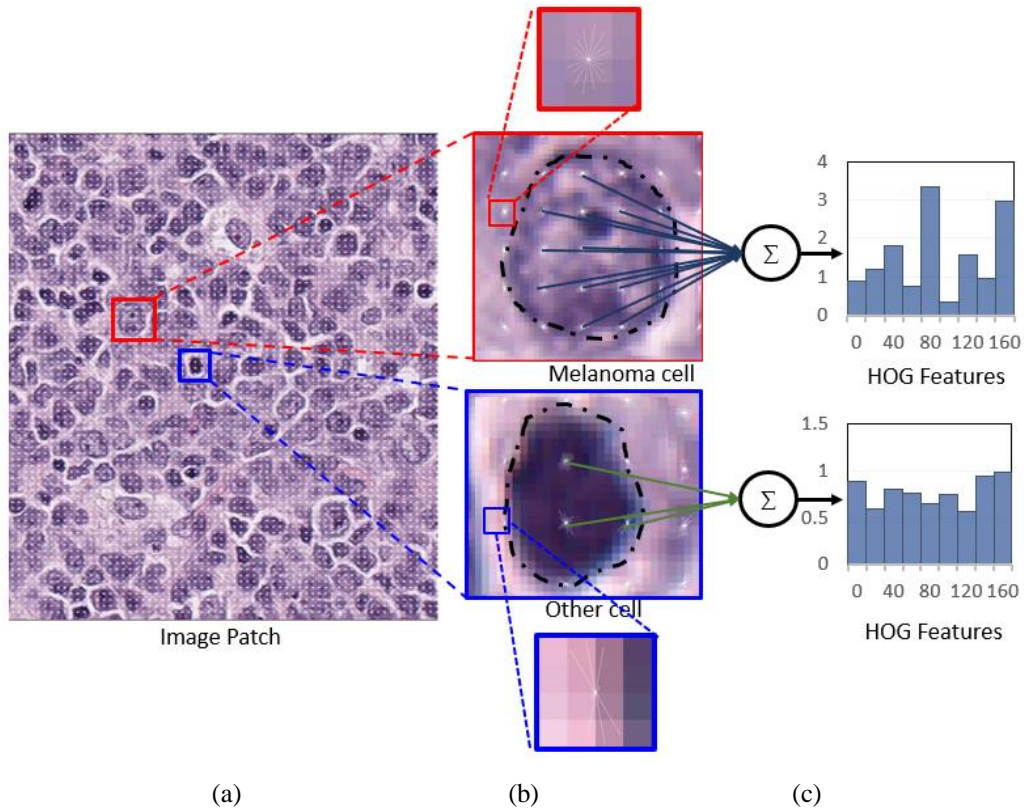 4
3
2
1
0
Σ
0 40 80 120 160
Melanoma cell
HOG Features
1.5
1
0.5
0
Σ
0 40 80 120 160
Other cell
HOG Features
Image Patch
(a) (b) (c)